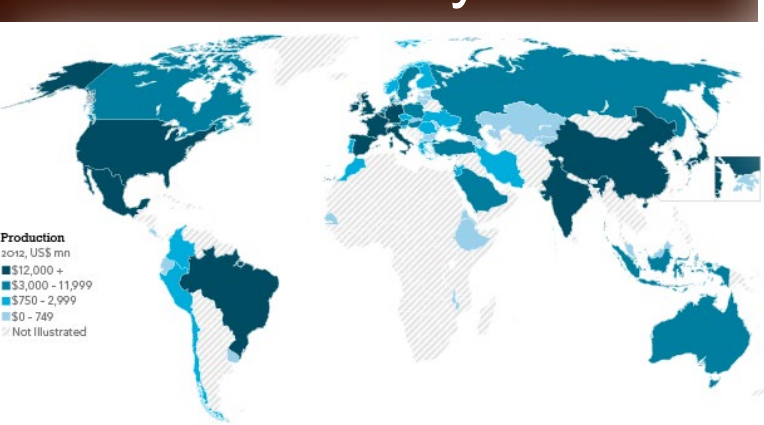 Production
2012, US$ mn
$12,000 +
$3,000 - 11,999
$750 - 2,999
$0 - 749
Not Illustrated